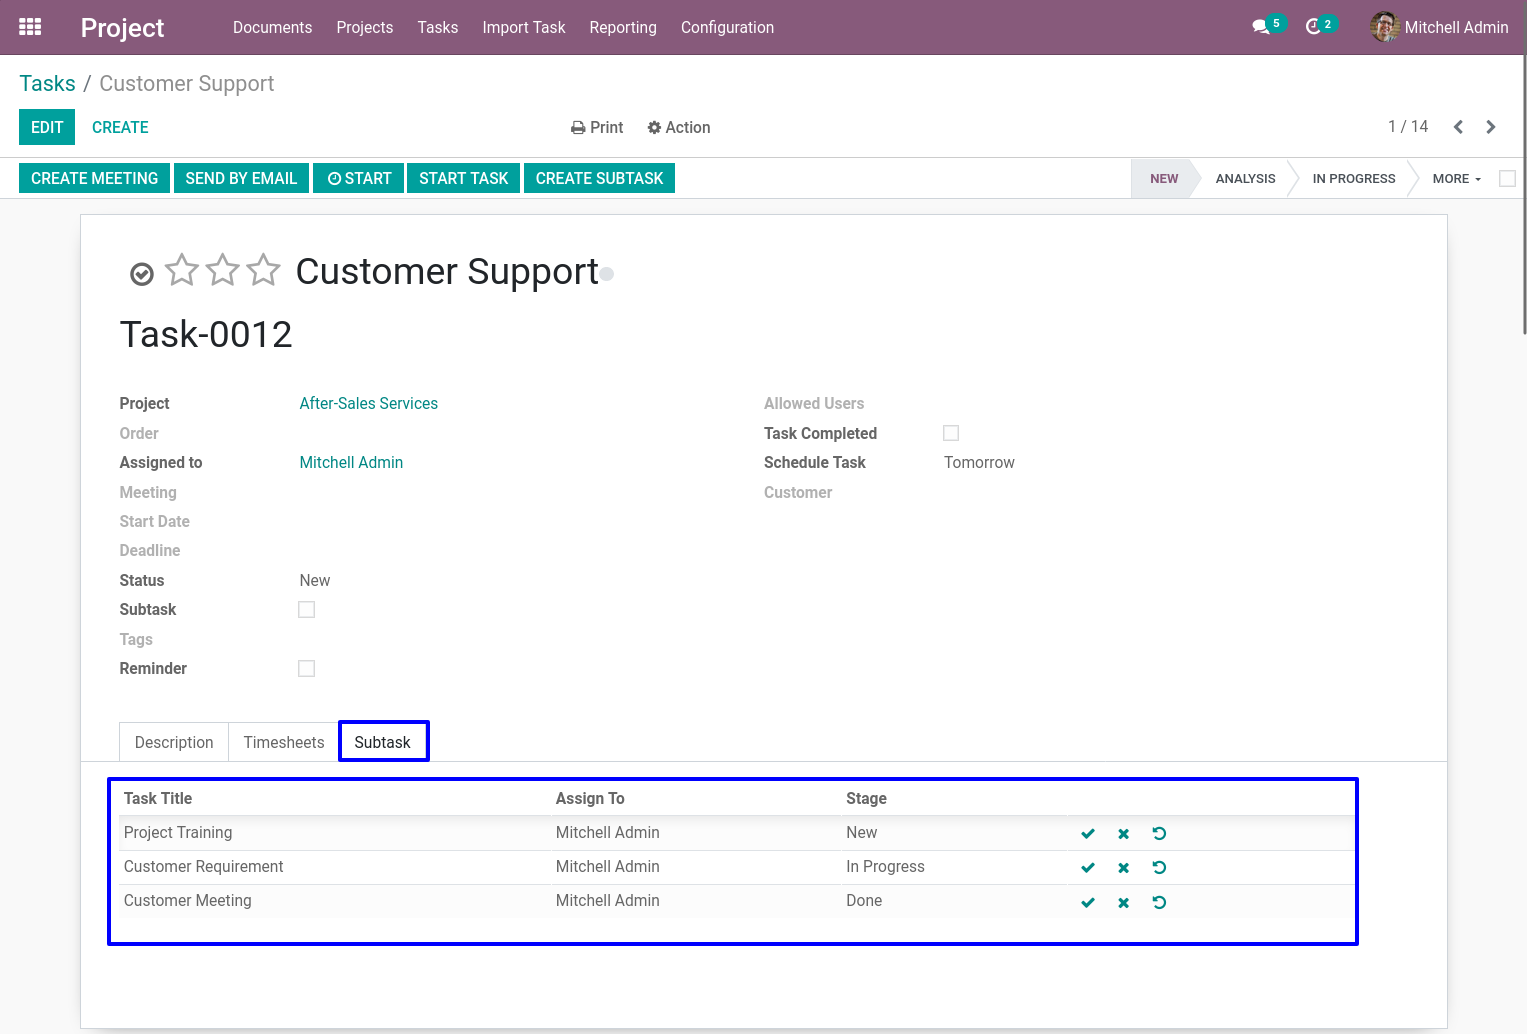 Project Documents Projects Tasks Import Task Reporting Configuration 5 2 Mitchell Admin
Tasks / Customer Support
EDIT CREATE Print Action 1 / 14
CREATE MEETING SEND BY EMAIL START START TASK CREATE SUBTASK NEW ANALYSIS IN PROGRESS MORE
Customer Support
Task-0012
Project After-Sales Services Allowed Users
Order Task Completed
Assigned to Mitchell Admin Schedule Task Tomorrow
Meeting Customer
Start Date
Deadline
Status New
Subtask
Tags
Reminder
Description Timesheets Subtask
Task Title Assign To Stage
Project Training Mitchell Admin New
Customer Requirement Mitchell Admin In Progress
Customer Meeting Mitchell Admin Done